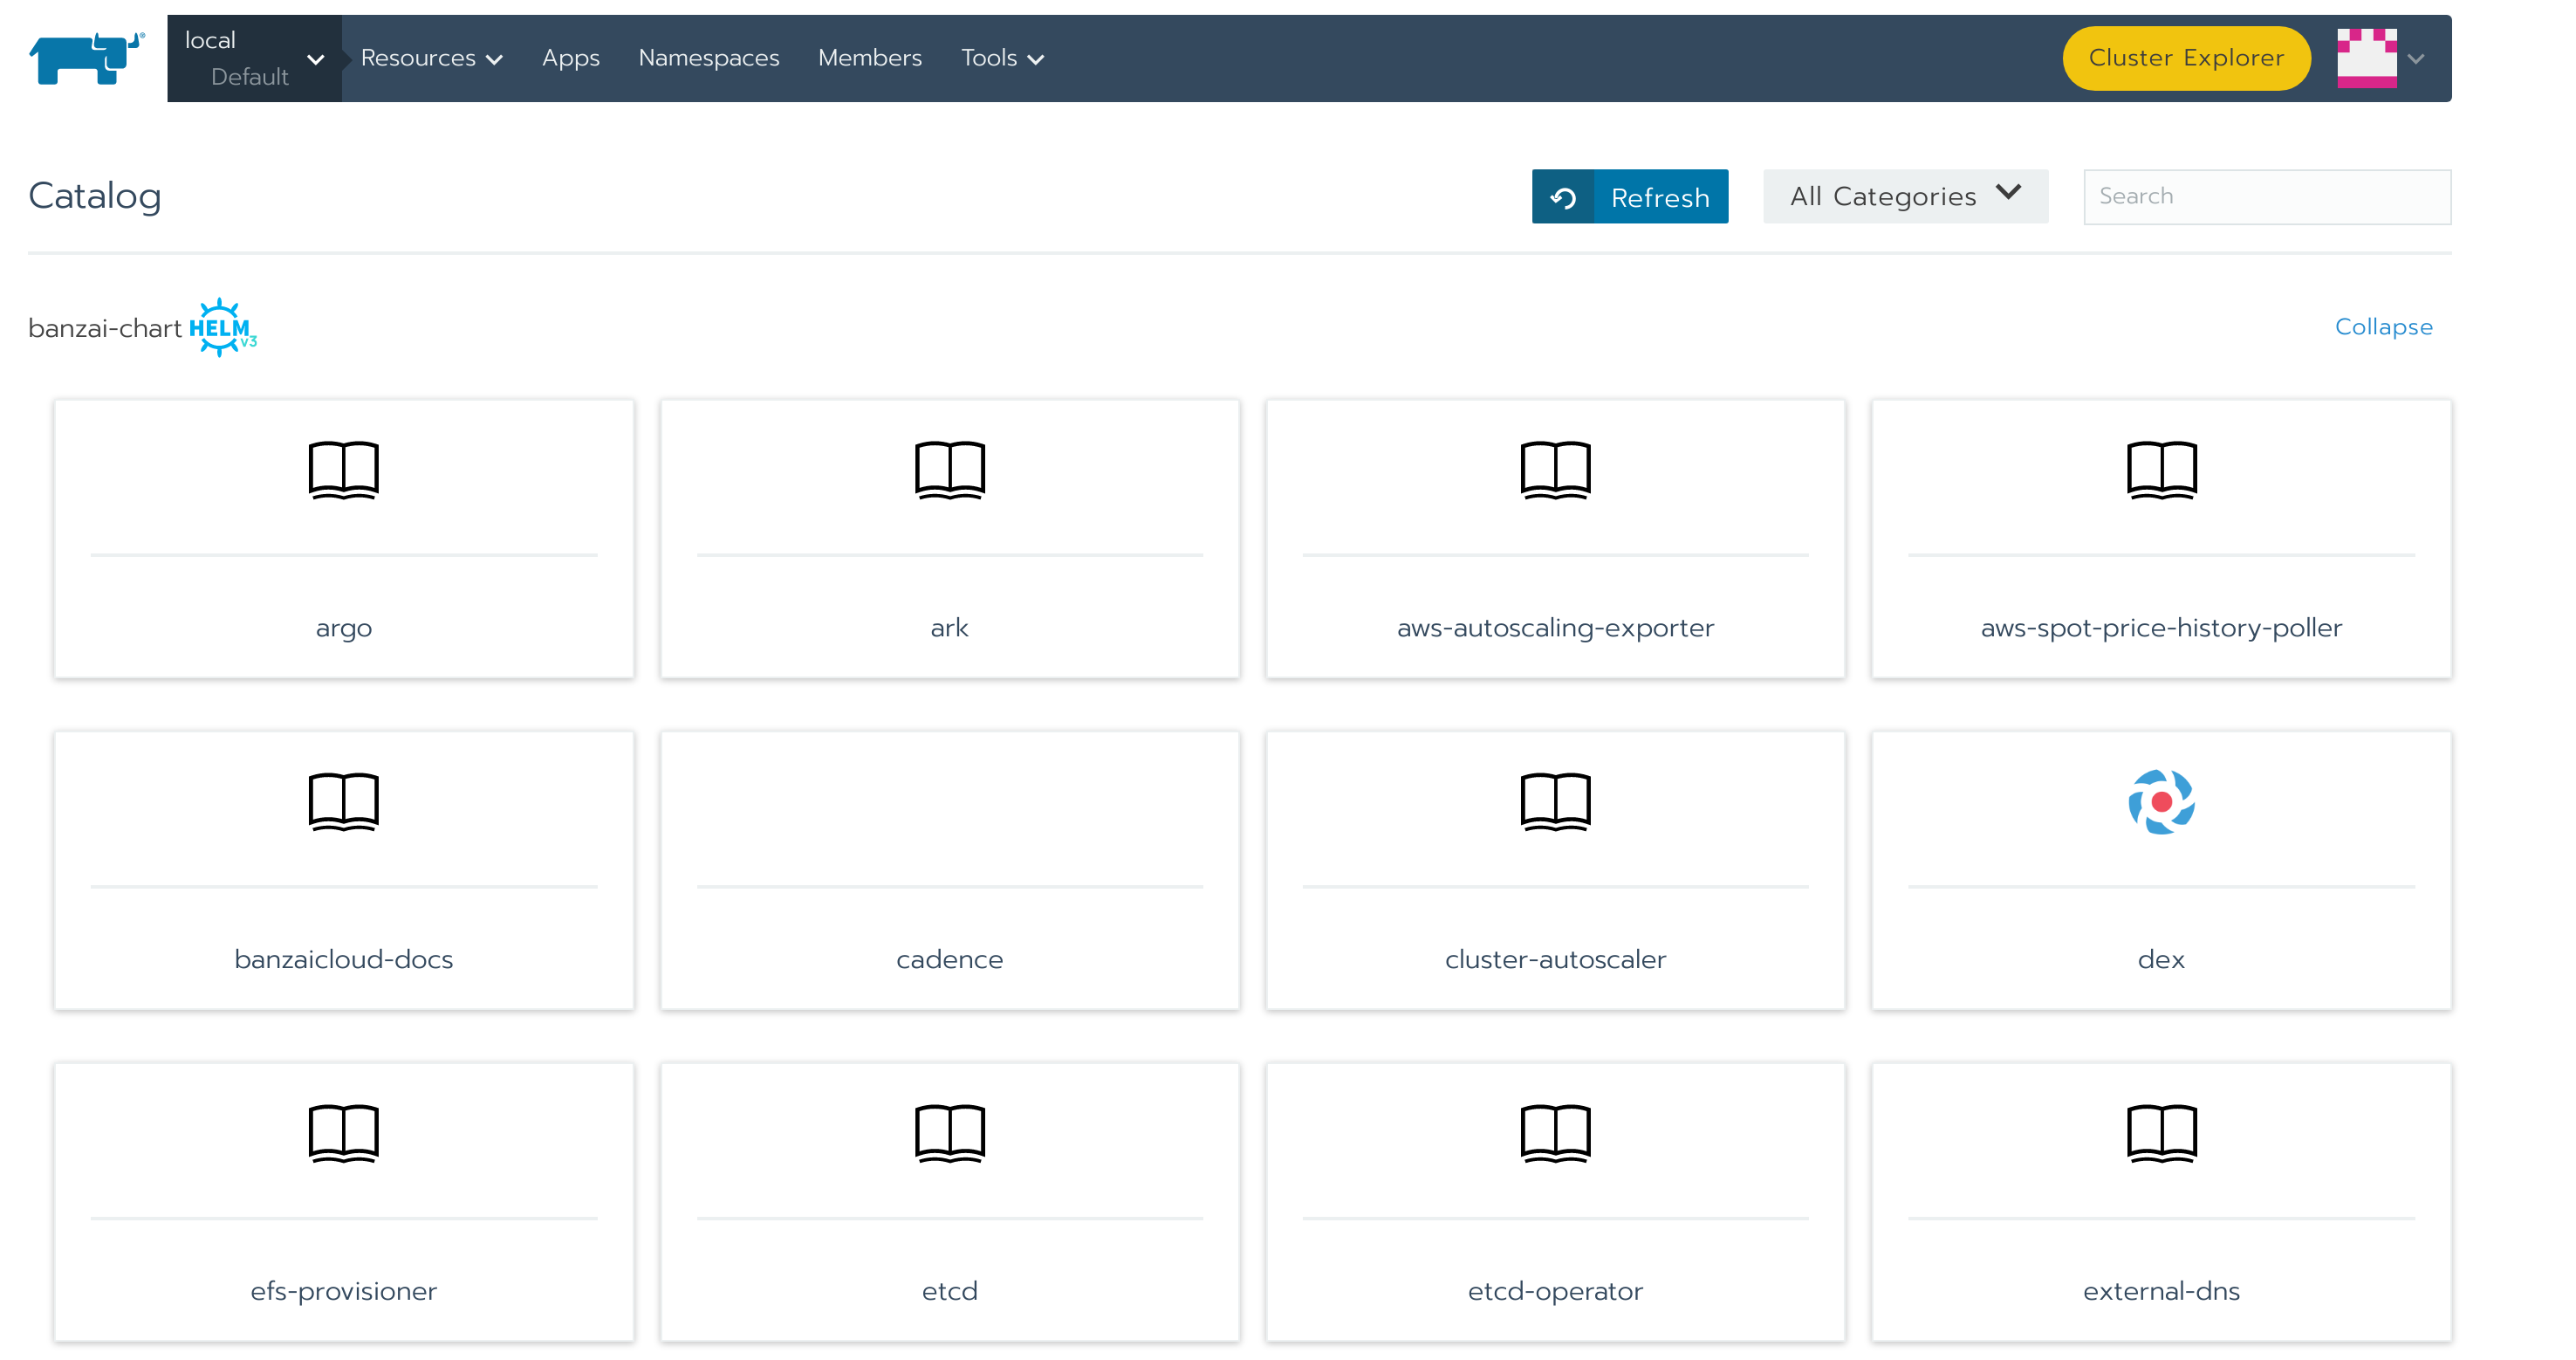 local
Default
Resources Apps Namespaces Members Tools Cluster Explorer
Catalog Refresh All Categories Search
banzai-chart HELM v3 Collapse
argo ark aws-autoscaling-exporter aws-spot-price-history-poller
banzaicloud-docs cadence cluster-autoscaler dex
efs-provisioner etcd etcd-operator external-dns